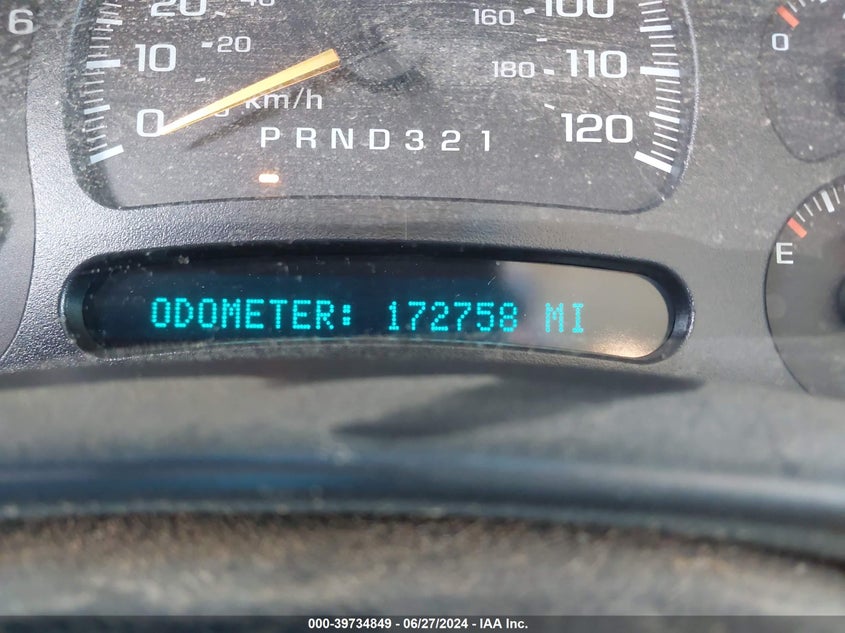 6
20 40 160 100
10 20 180 110 0
0 km/h 120
PRND321
E
ODOMETER: 172758 MI
000-39734849 - 06/27/2024 - IAA Inc.